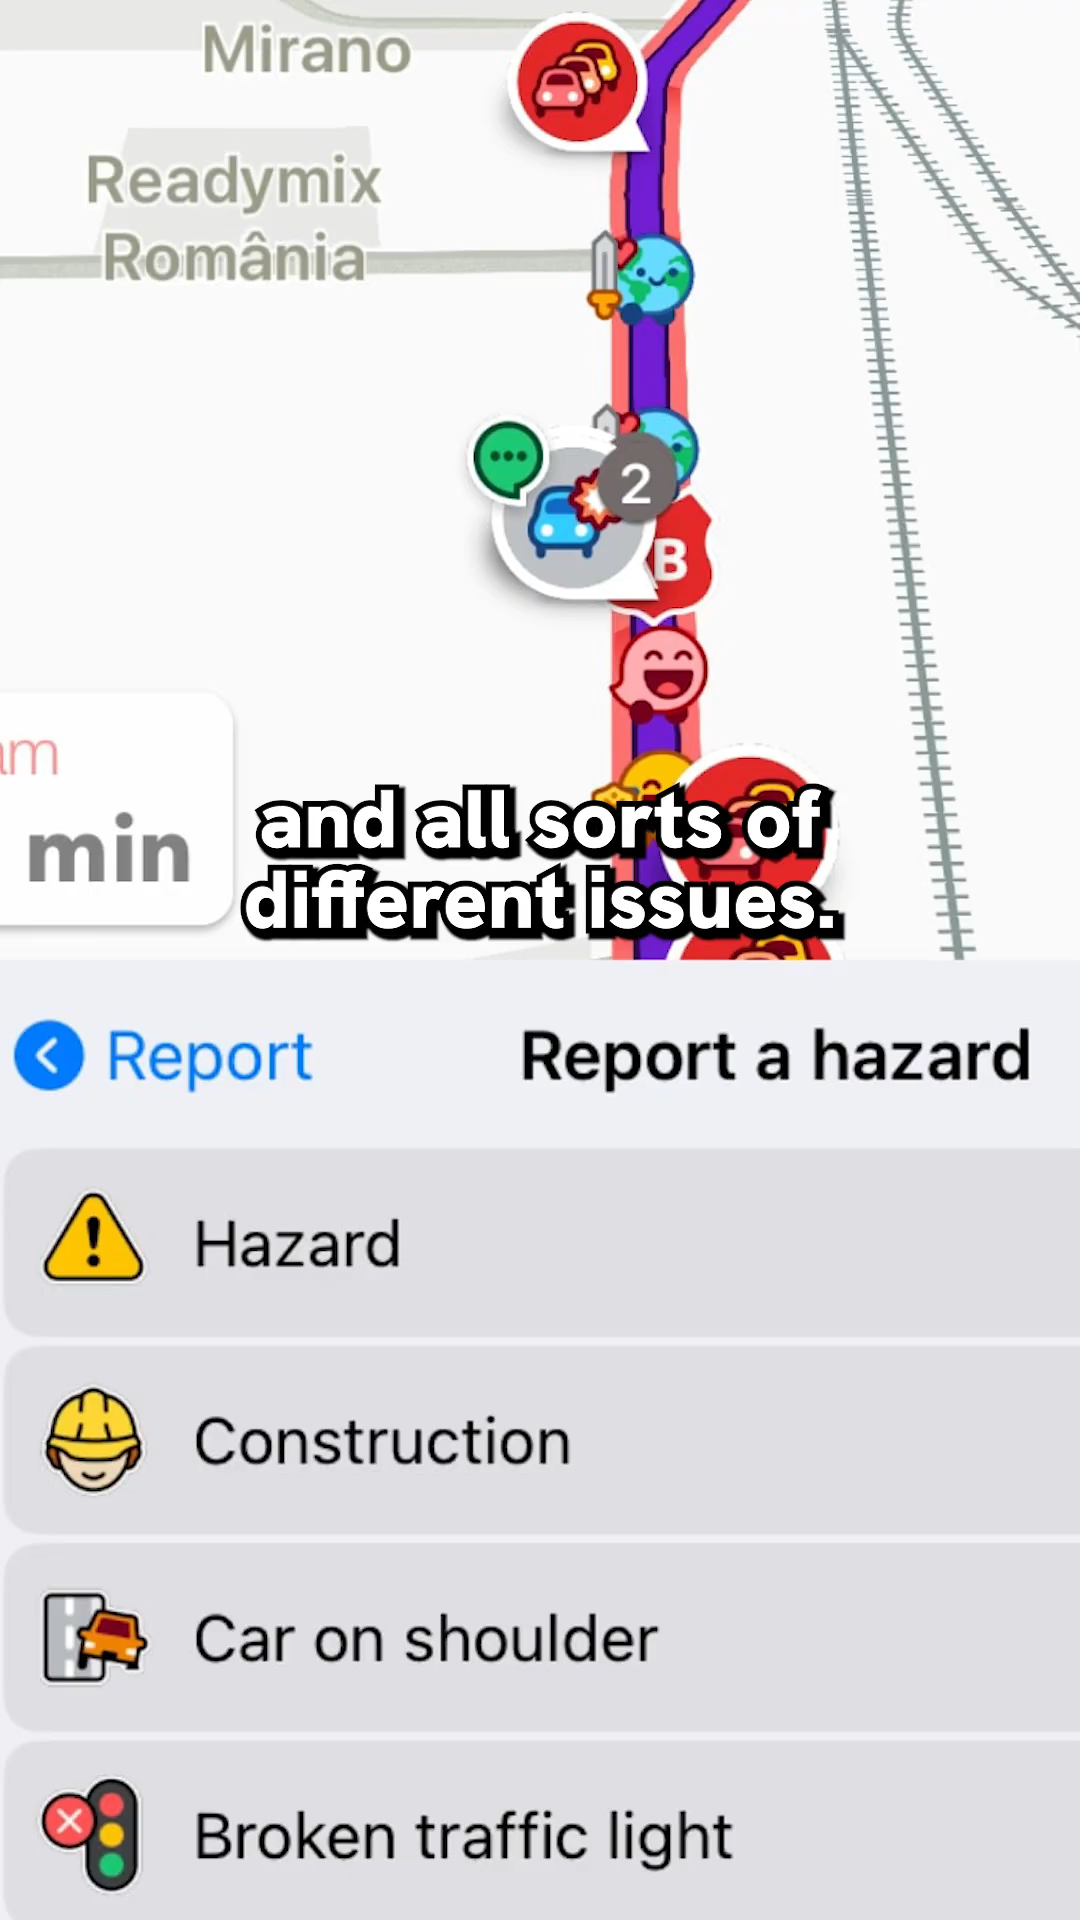 Mirano
Readymix
România
2
B
min
and all sorts of
different issues.
Report
Report a hazard
Hazard
Construction
Car on shoulder
Broken traffic light